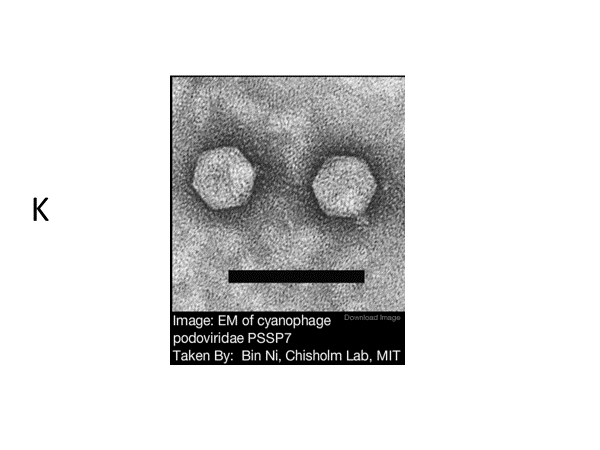 K
Download Image
Image: EM of cyanophage
podoviridae PSSP7
Taken By: Bin Ni, Chisholm Lab, MIT